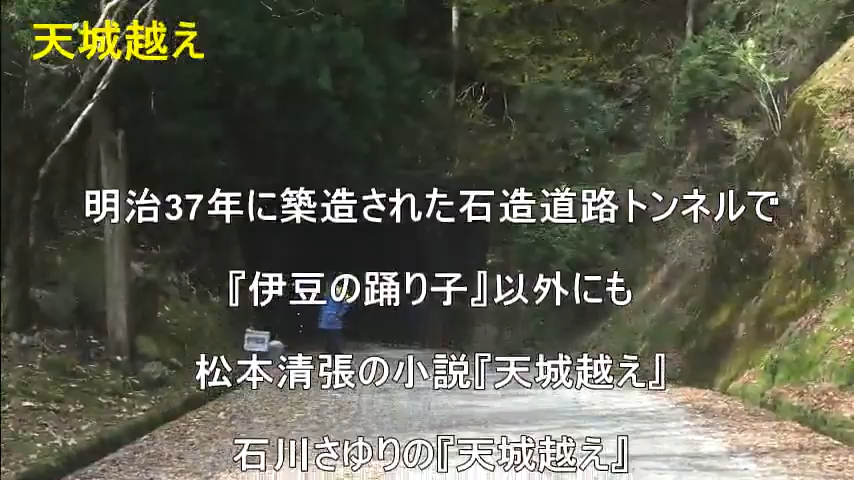 天城越え
明治37年に築造された石造道路トンネルで
『伊豆の踊り子』以外にも
松本清張の小説『天城越え』
石川さゆりの『天城越え』